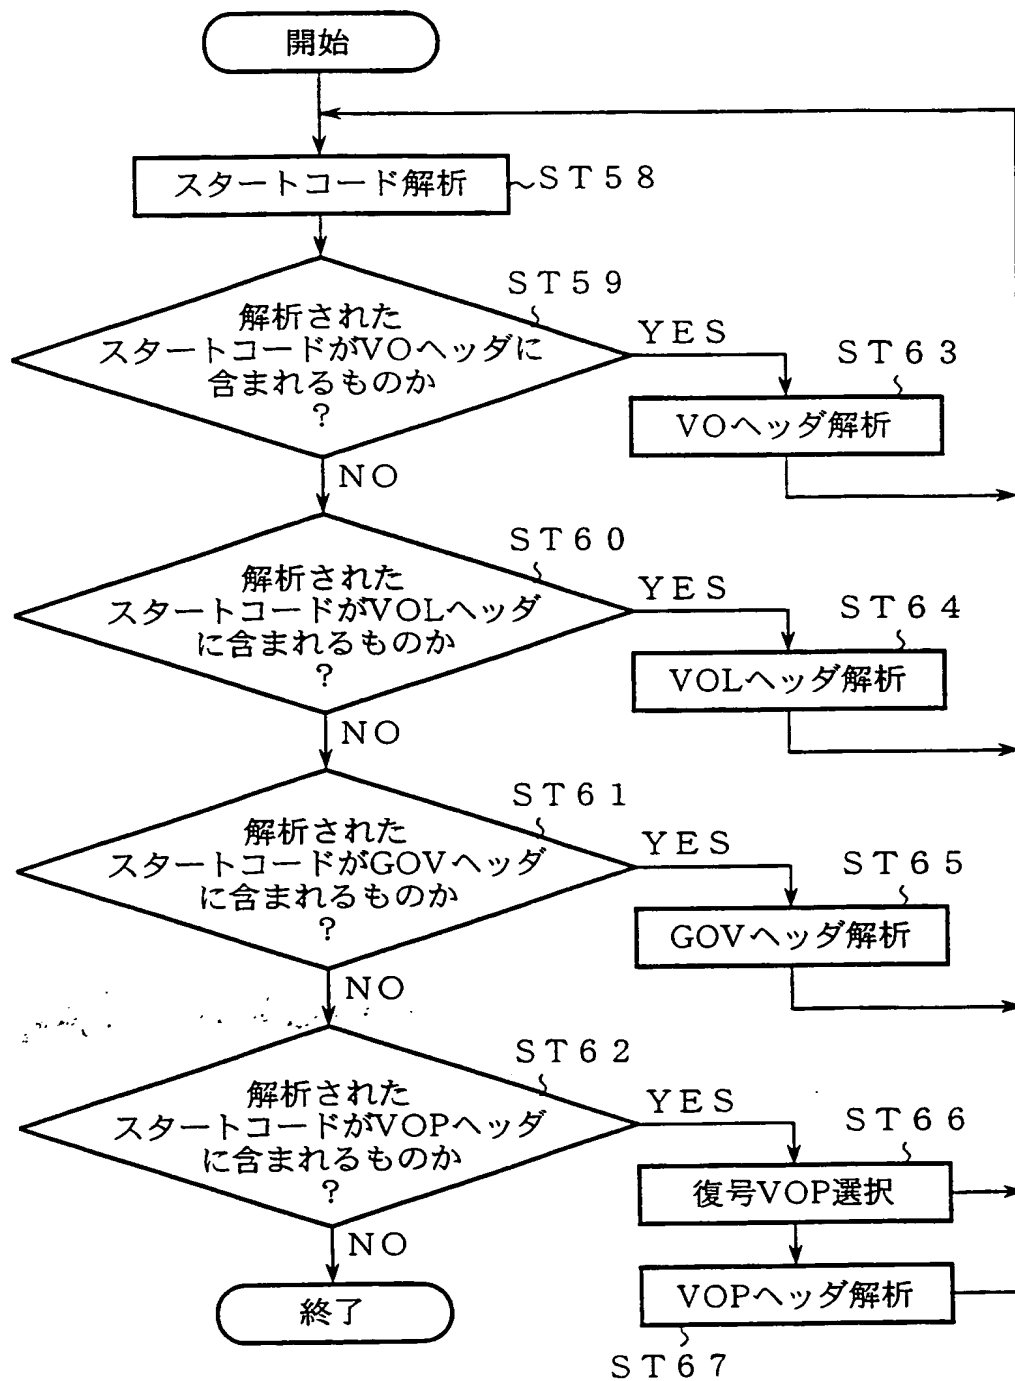 開始
スタートコード解析
ST58
ST59
解析された
スタートコードがVOヘッダに
含まれるものか
?
YES
ST63
VOヘッダ解析
NO
ST60
解析された
スタートコードがVOLヘッダ
に含まれるものか
?
YES
ST64
VOLヘッダ解析
NO
ST61
解析された
スタートコードがGOVヘッダ
に含まれるものか
?
YES
ST65
GOVヘッダ解析
NO
ST62
解析された
スタートコードがVOPヘッダ
に含まれるものか
?
YES
ST66
復号VOP選択
NO
VOPヘッダ解析
終了
ST67